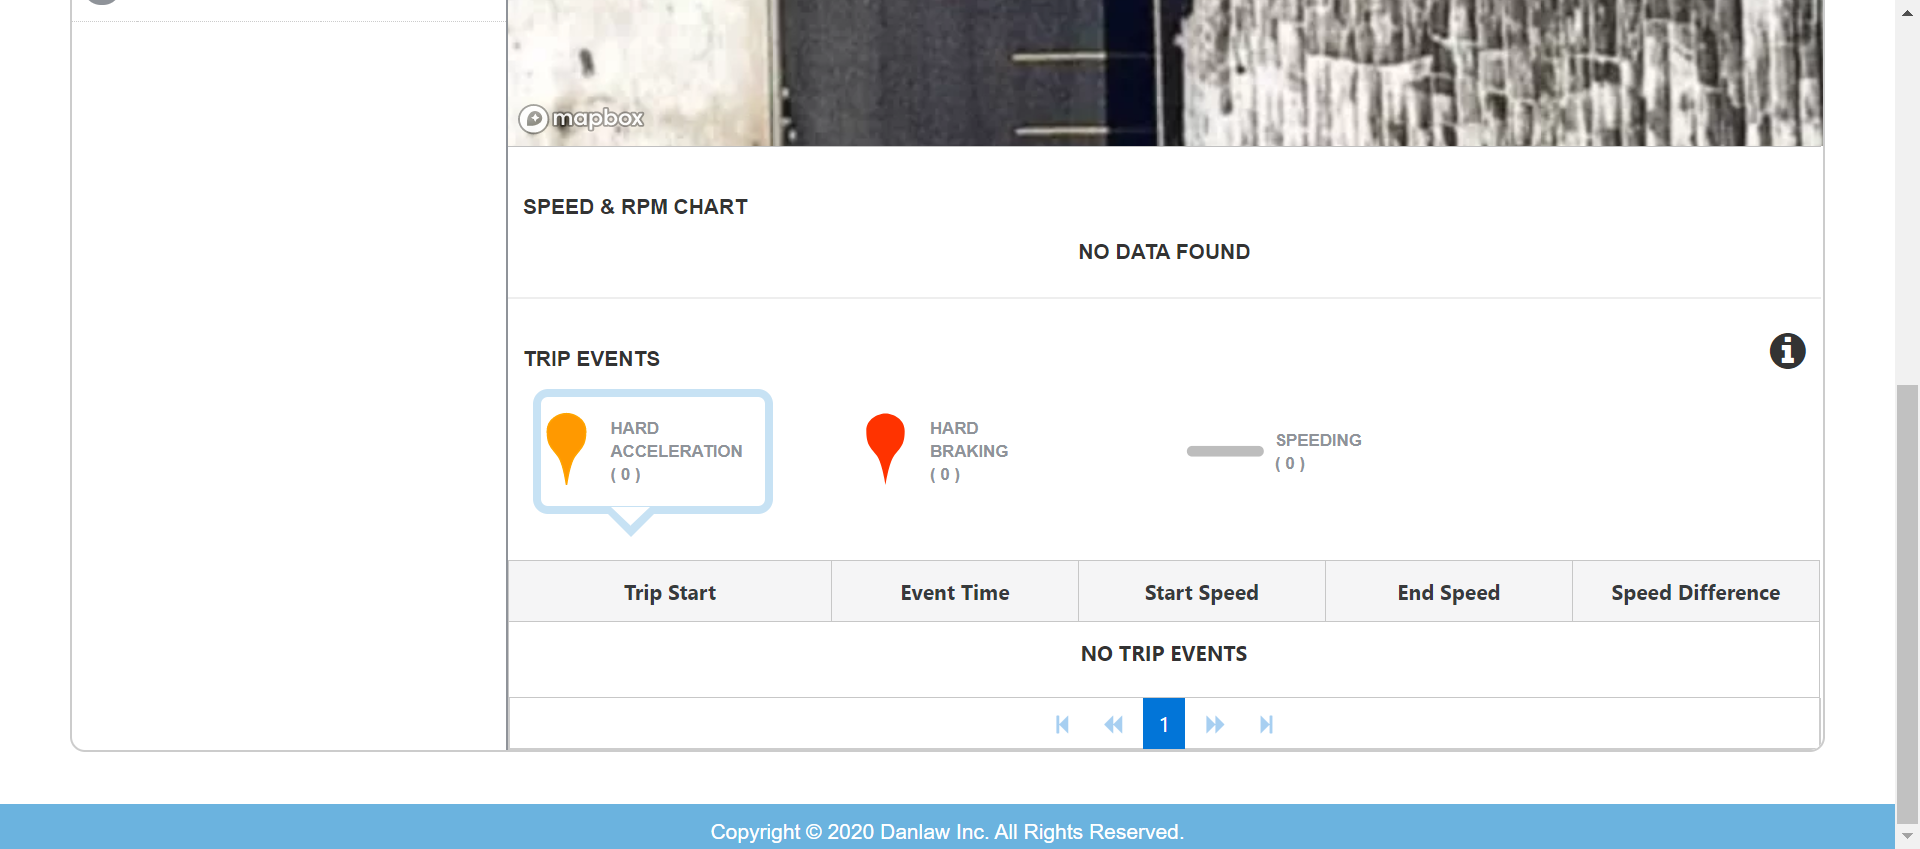 mapbox
SPEED & RPM CHART
NO DATA FOUND
TRIP EVENTS
HARD
ACCELERATION
( 0 )
HARD
BRAKING
( 0 )
SPEEDING
( 0 )
Trip Start Event Time Start Speed End Speed Speed Difference
NO TRIP EVENTS
1
Copyright © 2020 Danlaw Inc. All Rights Reserved.